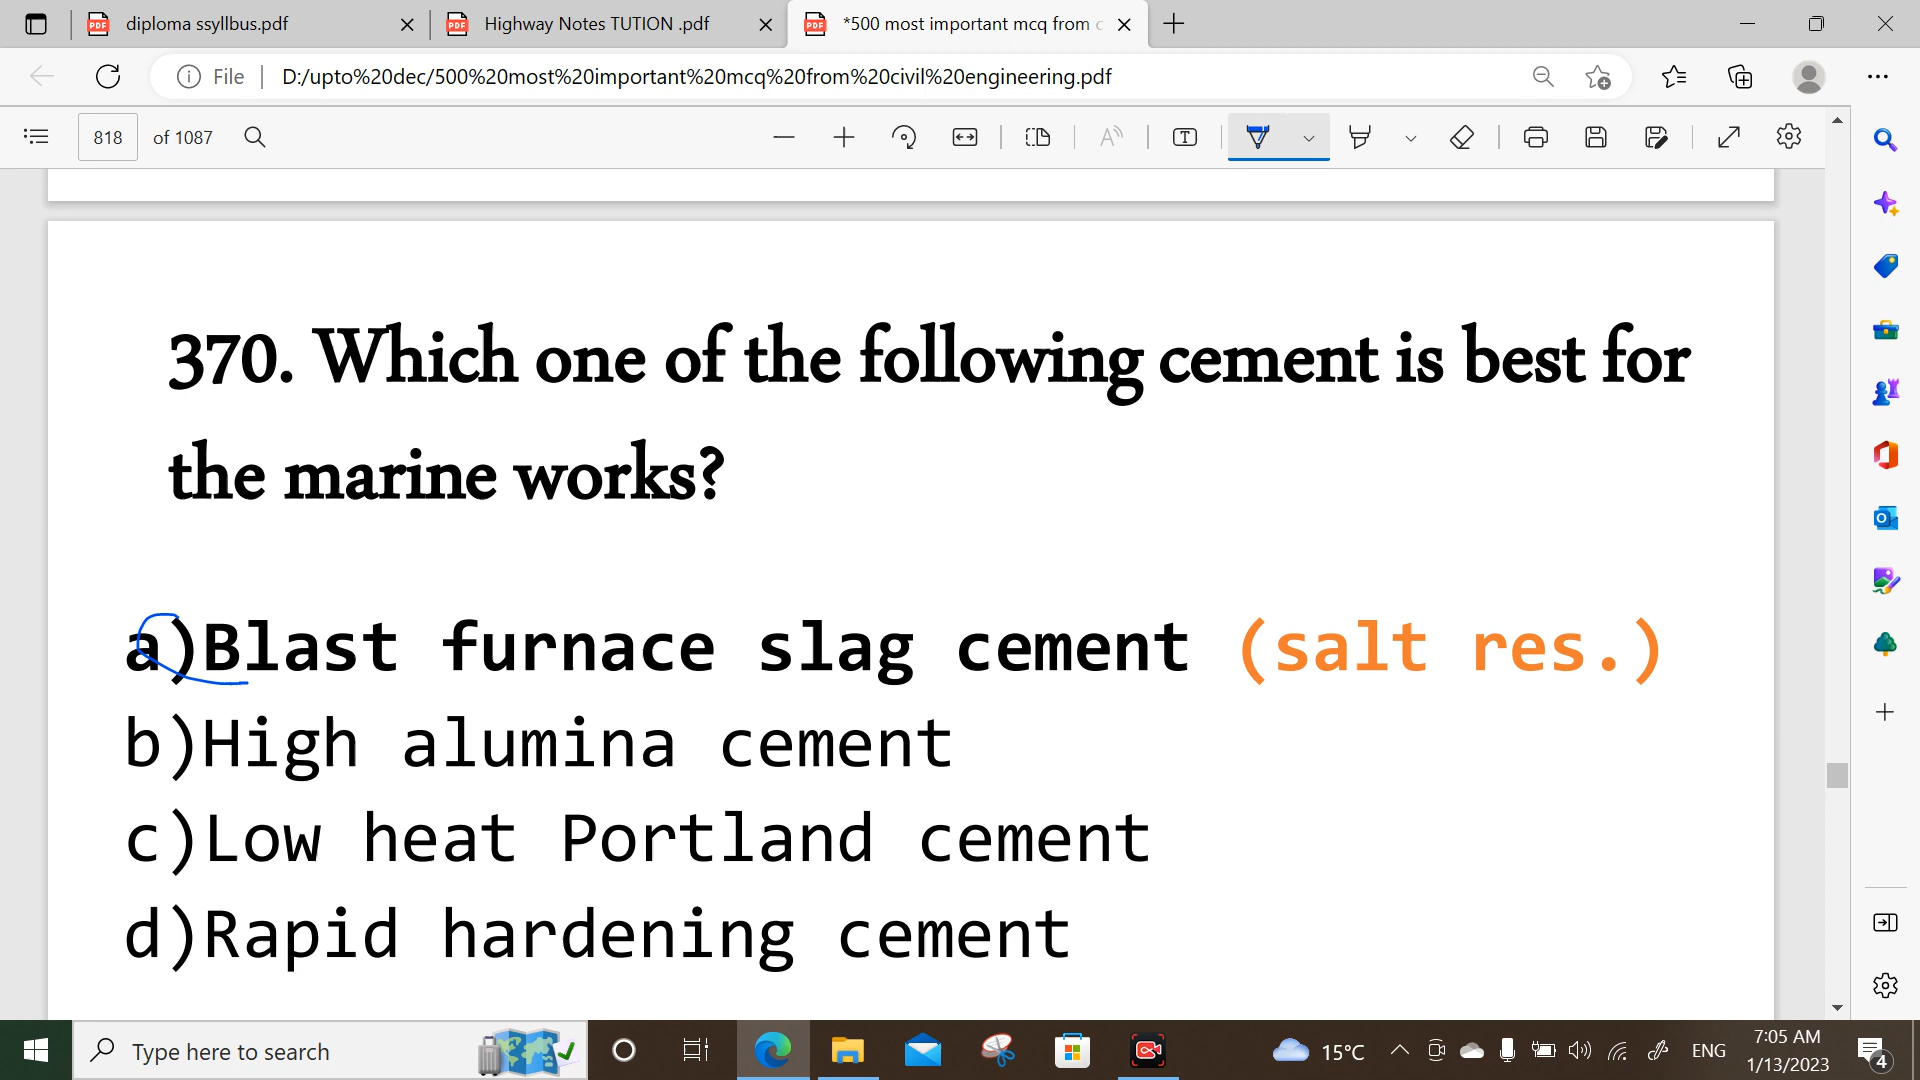 diploma ssyllbus.pdf
Highway Notes TUTION .pdf
*500 most important mcq from c
File
D:/upto%20dec/500%20most%20important%20mcq%20from%20civil%20engineering.pdf
818 of 1087
370. Which one of the following cement is best for
the marine works?
a)Blast furnace slag cement (salt res.)
b)High alumina cement
c)Low heat Portland cement
d)Rapid hardening cement
Type here to search
15°C
ENG
7:05 AM
1/13/2023
4